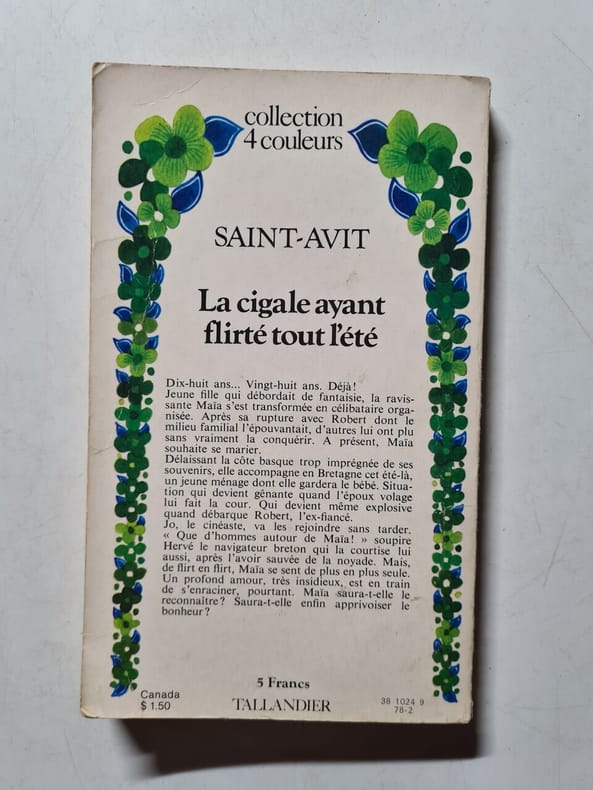 collection
4 couleurs
SAINT-AVIT
La cigale ayant
flirté tout l'été
Dix-huit ans... Vingt-huit ans. Déjà!
Jeune fille qui débordait de fantaisie, la ravis-
sante Maïa s'est transformée en célibataire orga-
nisée. Après sa rupture avec Robert dont le
milieu familial l'épouvantait, d'autres lui ont plu
sans vraiment la conquérir. A présent, Maïa
souhaite se marier.
Délaissant la côte basque trop imprégnée de ses
souvenirs, elle accompagne en Bretagne cet été-là,
un jeune ménage dont elle gardera le bébé. Situa-
tion qui devient gênante quand l'époux volage
lui fait la cour. Qui devient même explosive
quand débarque Robert, l'ex-fiancé.
Jo, le cinéaste, va les rejoindre sans tarder.
« Que d'hommes autour de Maïa! » soupire
Hervé le navigateur breton qui la courtise lui
aussi, après l'avoir sauvée de la noyade. Mais,
de flirt en flirt, Maïa se sent de plus en plus seule.
Un profond amour, très insidieux, est en train
de s'enraciner, pourtant. Maïa saura-t-elle le
reconnaître? Saura-t-elle enfin apprivoiser le
bonheur?
5 Francs
Canada
$ 1.50
TALLANDIER
38 1024 9
78-2